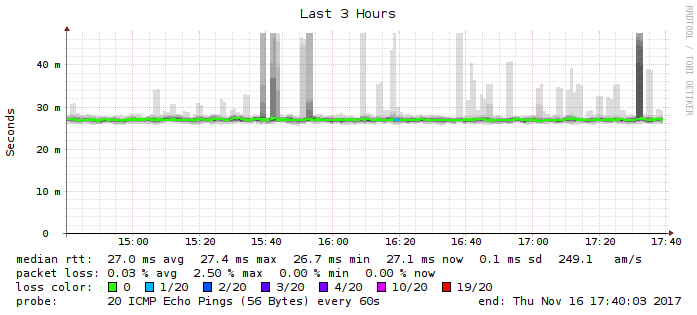 Last 3 Hours
RRDTOOL / TOBI OETIKER
Seconds
40 m
30 m
20 m
10 m
0
15:00 15:20 15:40 16:00 16:20 16:40 17:00 17:20 17:40
median rtt: 27.0 ms avg 27.4 ms max 26.7 ms min 27.1 ms now 0.1 ms sd 249.1 am/s
packet loss: 0.03 % avg 2.50 % max 0.00 % min 0.00 % now
loss color: 0 1/20 2/20 3/20 4/20 10/20 19/20
probe: 20 ICMP Echo Pings (56 Bytes) every 60s end: Thu Nov 16 17:40:03 2017